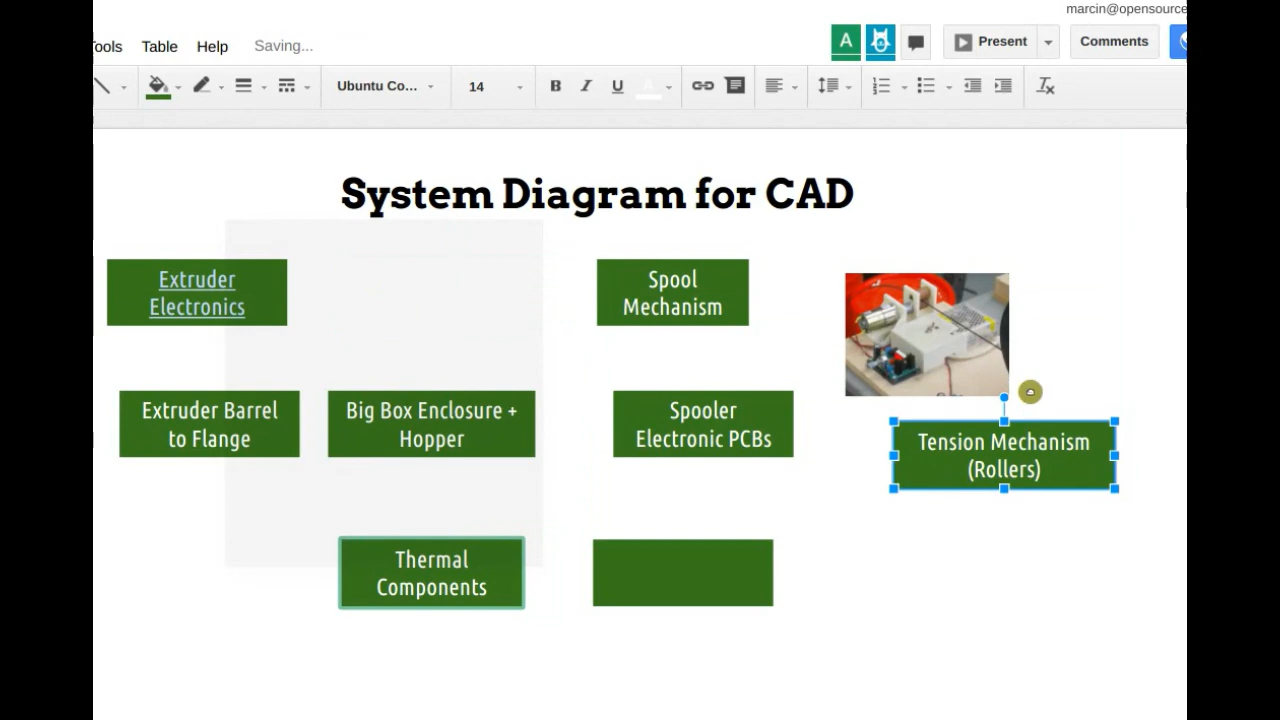 marcin@opensource
Tools Table Help Saving...
A Present Comments
Ubuntu Co... 14 B I U
System Diagram for CAD
Extruder
Electronics
Spool
Mechanism
Extruder Barrel
to Flange
Big Box Enclosure +
Hopper
Spooler
Electronic PCBs
Tension Mechanism
(Rollers)
Thermal
Components